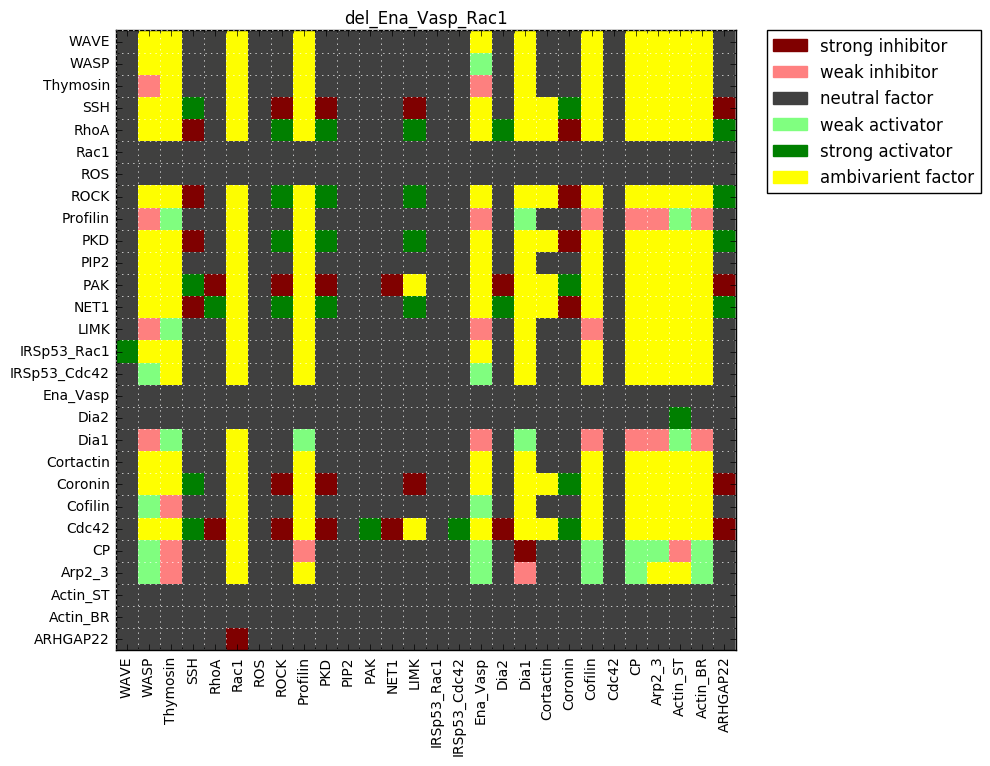 del_Ena_Vasp_Rac1
WAVE
WASP
Thymosin
SSH
RhoA
Rac1
ROS
ROCK
Profilin
PKD
PIP2
PAK
NET1
LIMK
IRSp53_Rac1
IRSp53_Cdc42
Ena_Vasp
Dia2
Dia1
Cortactin
Coronin
Cofilin
Cdc42
CP
Arp2_3
Actin_ST
Actin_BR
ARHGAP22
WAVE
WASP
Thymosin
SSH
RhoA
Rac1
ROS
ROCK
Profilin
PKD
PIP2
PAK
NET1
LIMK
IRSp53_Rac1
IRSp53_Cdc42
Ena_Vasp
Dia2
Dia1
Cortactin
Coronin
Cofilin
Cdc42
CP
Arp2_3
Actin_ST
Actin_BR
ARHGAP22
strong inhibitor
weak inhibitor
neutral factor
weak activator
strong activator
ambivarient factor